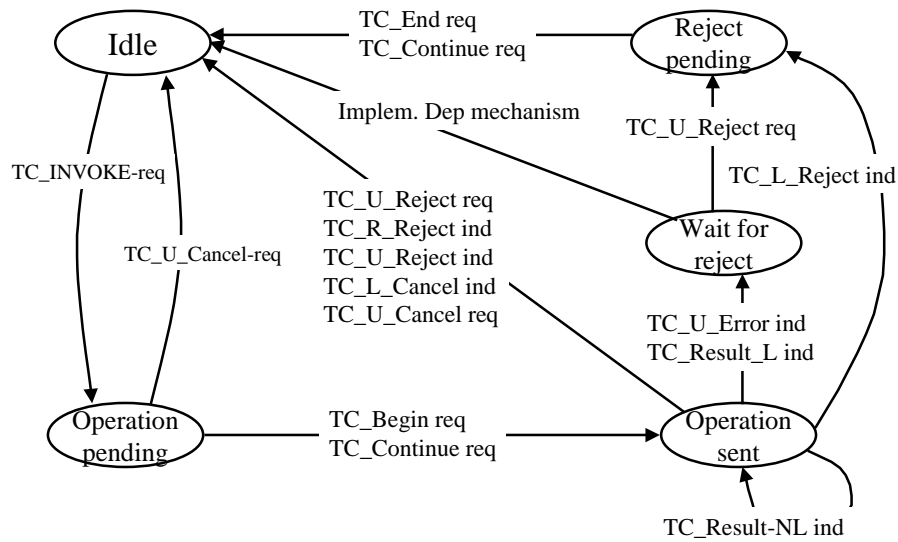 Idle
TC_End req
TC_Continue req
Reject
pending
Implem. Dep mechanism
TC_U_Reject req
TC_INVOKE-req
TC_L_Reject ind
TC_U_Reject req
TC_R_Reject ind
TC_U_Reject ind
TC_L_Cancel ind
TC_U_Cancel req
TC_U_Cancel-req
Wait for
reject
TC_U_Error ind
TC_Result_L ind
Operation
pending
TC_Begin req
TC_Continue req
Operation
sent
TC_Result-NL ind